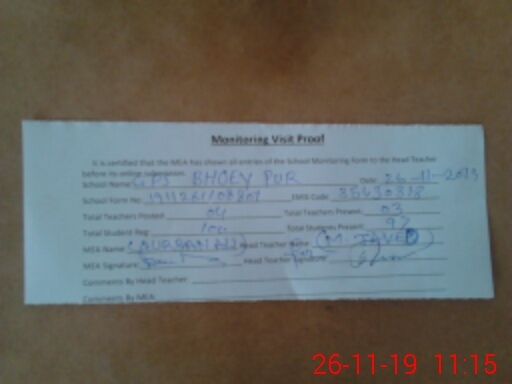 Monitoring Visit Proof
It is certified that the MEA has shown all entries of the School Monitoring Form to the Head Teacher
before its online submission.
School Name: GPS BHOEY PUR Date: 26-11-2019
School Form No: EMIS Code:
Total Teachers Posted: 04 Total Teachers Present: 03
Total Student Reg: 100 Total Students Present: 97
MEA Name: Head Teacher Name: (M. JAVED)
MEA Signature: Head Teacher Signature:
Comments By Head Teacher:
Comments By MEA:
26-11-19 11:15